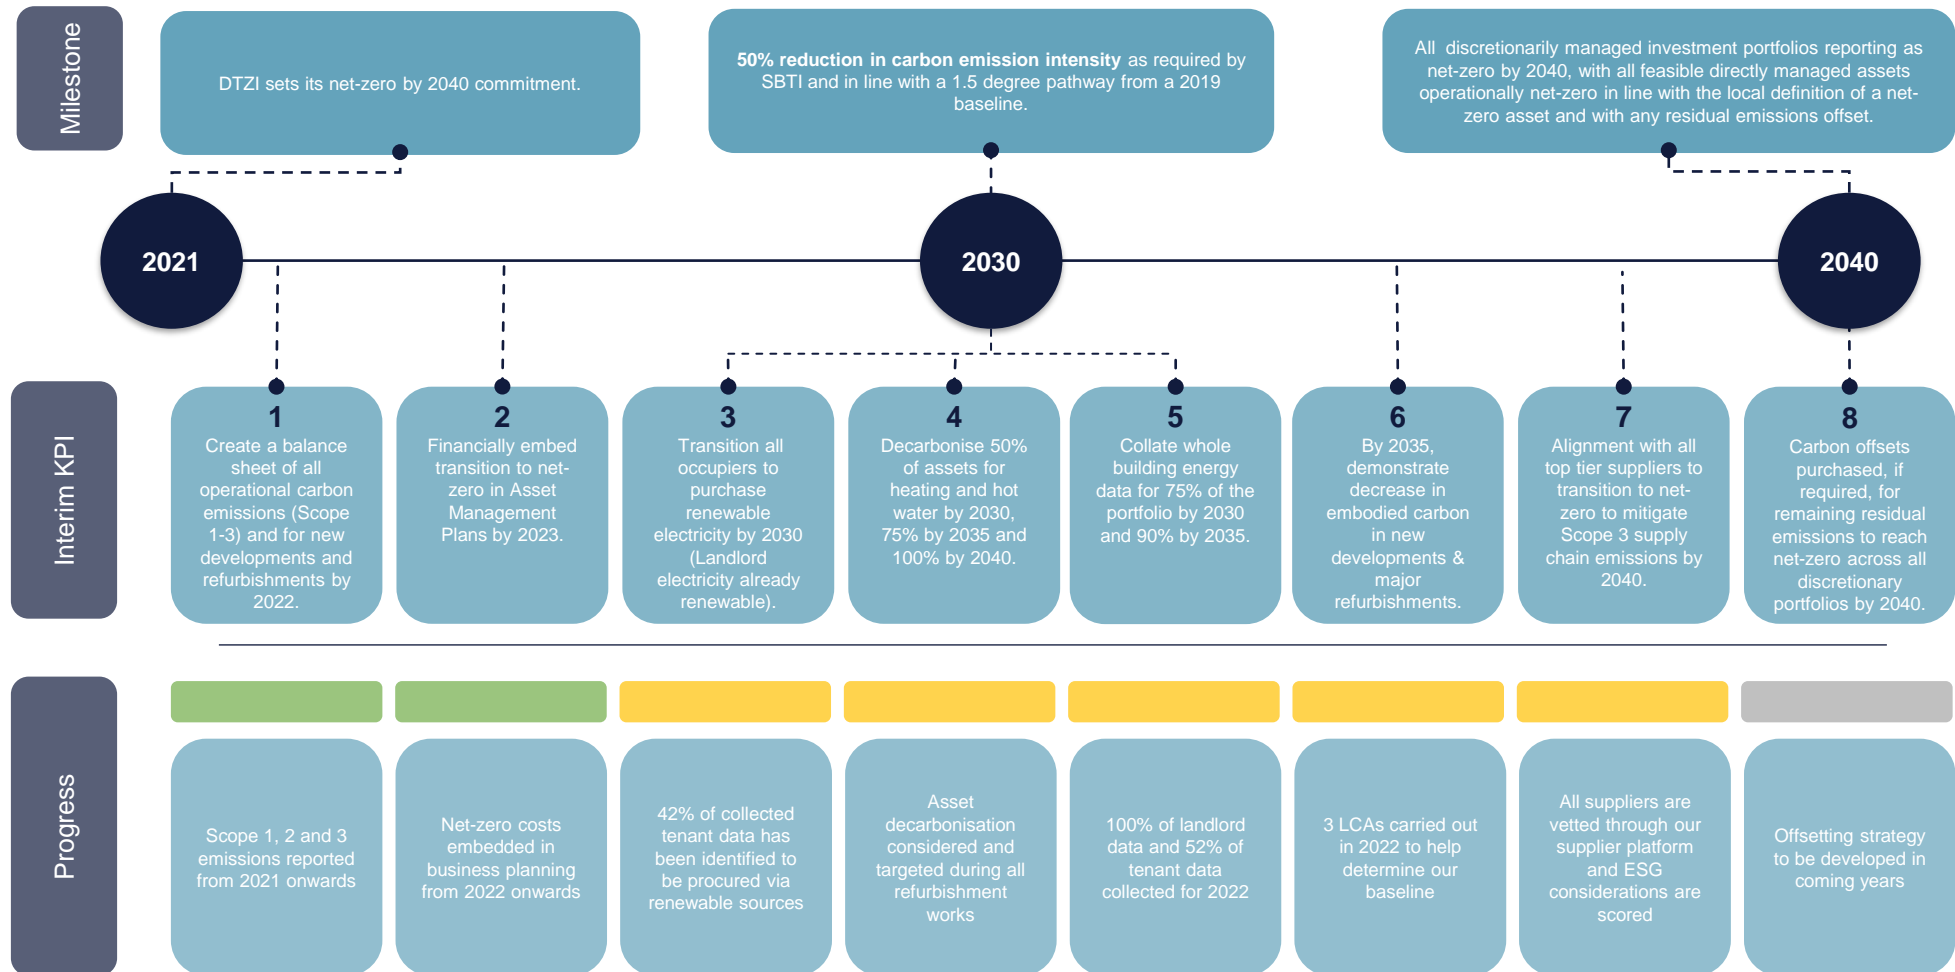 Milestone
DTZI sets its net-zero by 2040 commitment.
50% reduction in carbon emission intensity as required by
SBTI and in line with a 1.5 degree pathway from a 2019
baseline.
All discretionarily managed investment portfolios reporting as
net-zero by 2040, with all feasible directly managed assets
operationally net-zero in line with the local definition of a net-
zero asset and with any residual emissions offset.
2021
2030
2040
Interim KPI
1
Create a balance
sheet of all
operational carbon
emissions (Scope
1-3) and for new
developments and
refurbishments by
2022.
2
Financially embed
transition to net-
zero in Asset
Management
Plans by 2023.
3
Transition all
occupiers to
purchase
renewable
electricity by 2030
(Landlord
electricity already
renewable).
4
Decarbonise 50%
of assets for
heating and hot
water by 2030,
75% by 2035 and
100% by 2040.
5
Collate whole
building energy
data for 75% of the
portfolio by 2030
and 90% by 2035.
6
By 2035,
demonstrate
decrease in
embodied carbon
in new
developments &
major
refurbishments.
7
Alignment with all
top tier suppliers to
transition to net-
zero to mitigate
Scope 3 supply
chain emissions by
2040.
8
Carbon offsets
purchased, if
required, for
remaining residual
emissions to reach
net-zero across all
discretionary
portfolios by 2040.
Progress
Scope 1, 2 and 3
emissions reported
from 2021 onwards
Net-zero costs
embedded in
business planning
from 2022 onwards
42% of collected
tenant data has
been identified to
be procured via
renewable sources
Asset
decarbonisation
considered and
targeted during all
refurbishment
works
100% of landlord
data and 52% of
tenant data
collected for 2022
3 LCAs carried out
in 2022 to help
determine our
baseline
All suppliers are
vetted through our
supplier platform
and ESG
considerations are
scored
Offsetting strategy
to be developed in
coming years